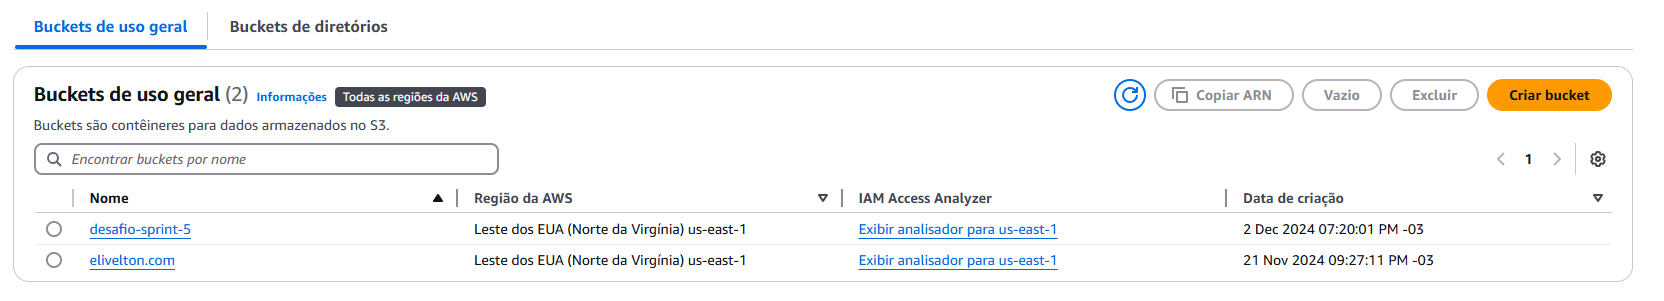 Buckets de uso geral Buckets de diretórios
Buckets de uso geral (2) Informações Todas as regiões da AWS Copiar ARN Vazio Excluir Criar bucket
Buckets são contêineres para dados armazenados no S3.
Encontrar buckets por nome 1
Nome Região da AWS IAM Access Analyzer Data de criação
desafio-sprint-5 Leste dos EUA (Norte da Virgínia) us-east-1 Exibir analisador para us-east-1 2 Dec 2024 07:20:01 PM -03
elivelton.com Leste dos EUA (Norte da Virgínia) us-east-1 Exibir analisador para us-east-1 21 Nov 2024 09:27:11 PM -03